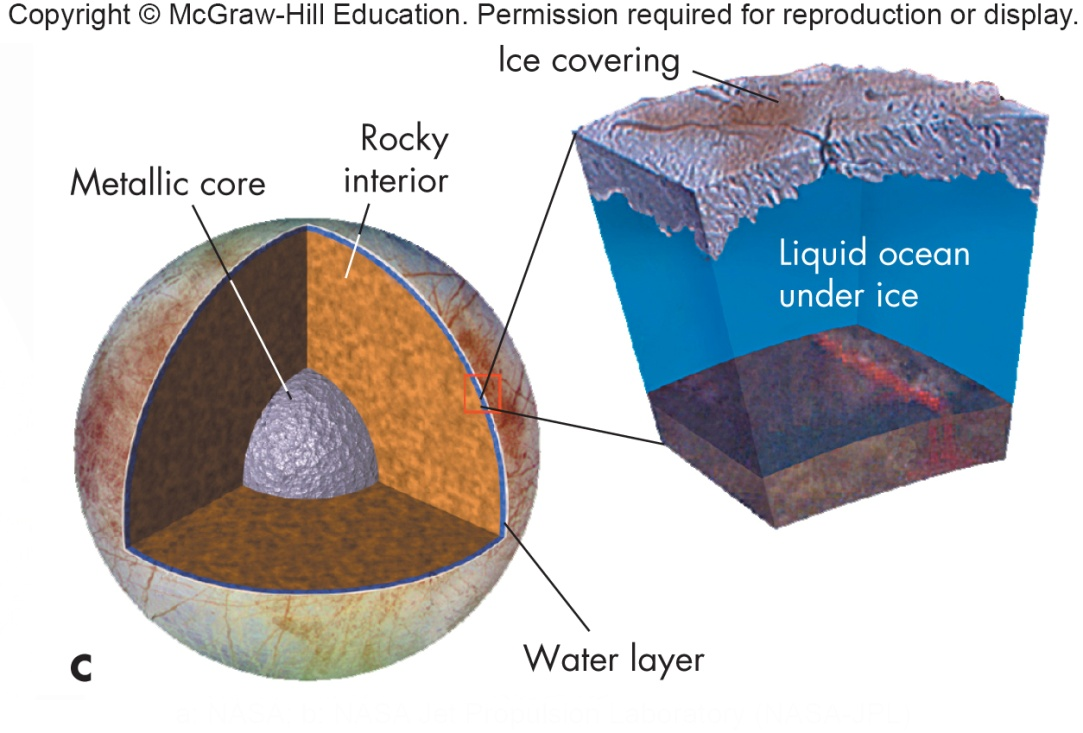 Copyright © McGraw-Hill Education. Permission required for reproduction or display.
Ice covering
Rocky
interior
Metallic core
Liquid ocean
under ice
Water layer
C